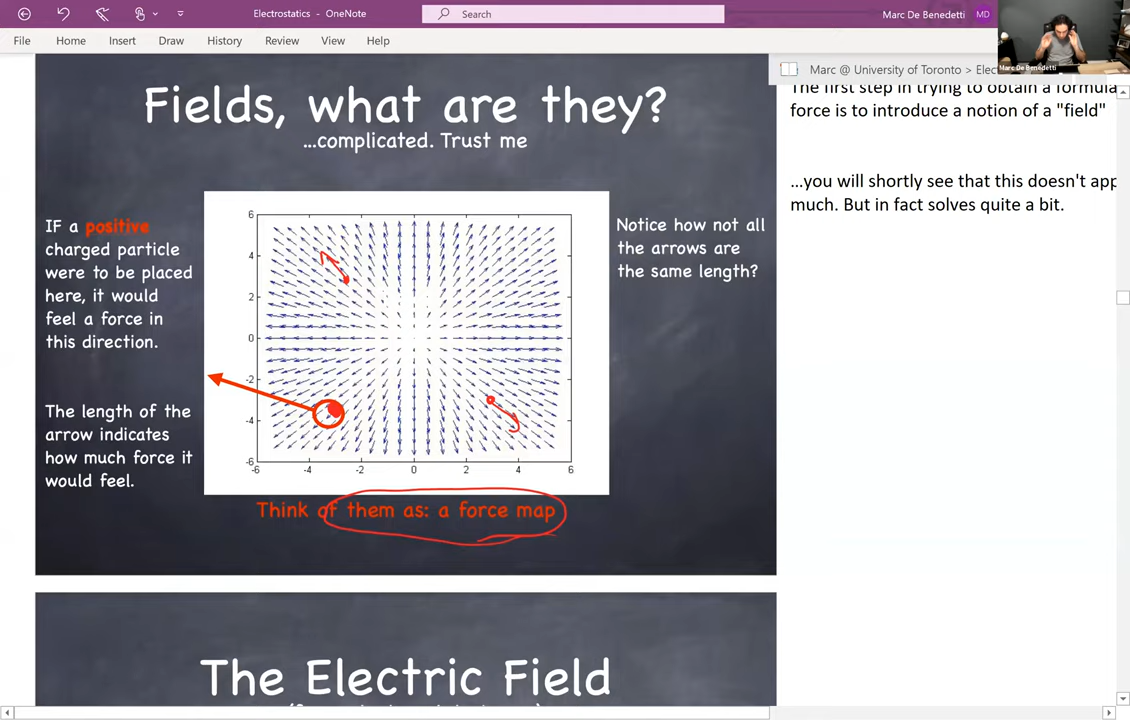 Electrostatics - OneNote
Search
Marc De Benedetti
MD
File
Home
Insert
Draw
History
Review
View
Help
Marc De Benedetti
Marc @ University of Toronto > Elec
Fields, what are they?
...complicated. Trust me
IF a positive
charged particle
were to be placed
here, it would
feel a force in
this direction.
The length of the
arrow indicates
how much force it
would feel.
6
4
2
0
-2
-4
-6
-6
-4
-2
0
2
4
6
Notice how not all
the arrows are
the same length?
Think of them as: a force map
The first step in trying to obtain a formula
force is to introduce a notion of a "field"
...you will shortly see that this doesn't app
much. But in fact solves quite a bit.
The Electric Field